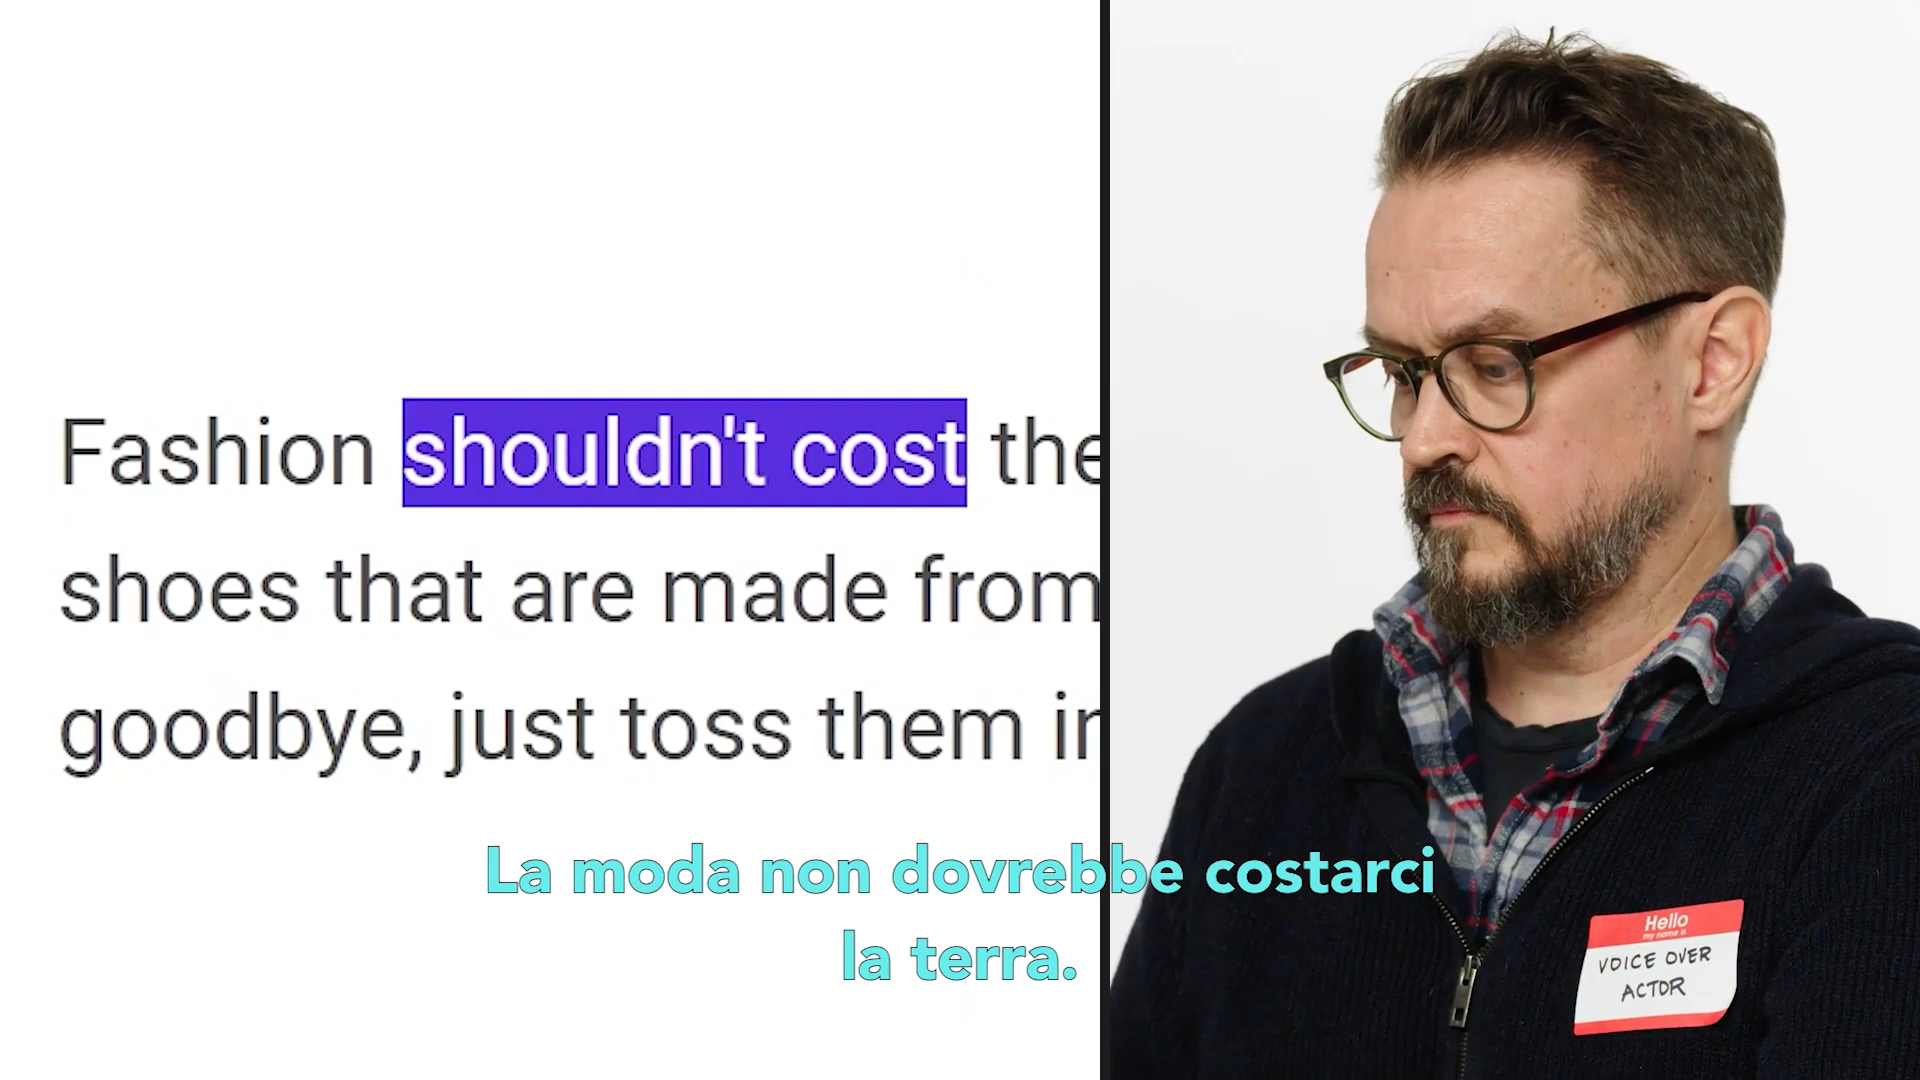 Fashion shouldn't cost the
shoes that are made from
goodbye, just toss them in
La moda non dovrebbe costarci
la terra.
Hello
my name is
VOICE OVER
ACTOR